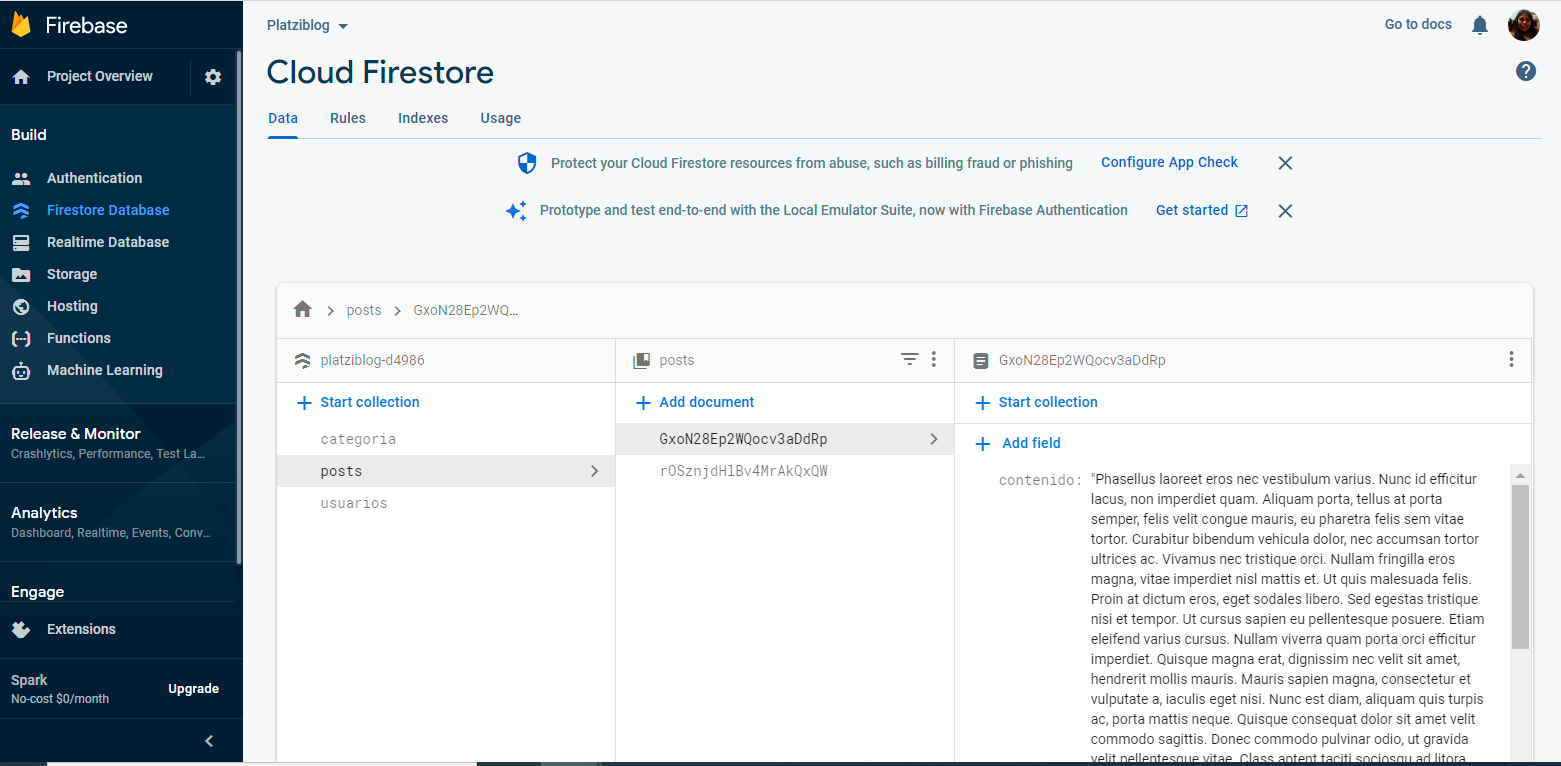 Firebase
Project Overview
Build
Authentication
Firestore Database
Realtime Database
Storage
Hosting
Functions
Machine Learning
Release & Monitor
Crashlytics, Performance, Test La...
Analytics
Dashboard, Realtime, Events, Conv...
Engage
Extensions
Spark
No-cost $0/month
Upgrade
Platziblog
Go to docs
Cloud Firestore
Data
Rules
Indexes
Usage
Protect your Cloud Firestore resources from abuse, such as billing fraud or phishing
Configure App Check
Prototype and test end-to-end with the Local Emulator Suite, now with Firebase Authentication
Get started
posts
GxoN28Ep2WQ...
platziblog-d4986
Start collection
categoria
posts
usuarios
posts
Add document
GxoN28Ep2WQocv3aDdRp
rOSznjdHlBv4MrAkQxQW
GxoN28Ep2WQocv3aDdRp
Start collection
Add field
contenido:
"Phasellus laoreet eros nec vestibulum varius. Nunc id efficitur
lacus, non imperdiet quam. Aliquam porta, tellus at porta
semper, felis velit congue mauris, eu pharetra felis sem vitae
tortor. Curabitur bibendum vehicula dolor, nec accumsan tortor
ultrices ac. Vivamus nec tristique orci. Nullam fringilla eros
magna, vitae imperdiet nisl mattis et. Ut quis malesuada felis.
Proin at dictum eros, eget sodales libero. Sed egestas tristique
nisi et tempor. Ut cursus sapien eu pellentesque posuere. Etiam
eleifend varius cursus. Nullam viverra quam porta orci efficitur
imperdiet. Quisque magna erat, dignissim nec velit sit amet,
hendrerit mollis mauris. Mauris sapien magna, consectetur et
vulputate a, iaculis eget nisi. Nunc est diam, aliquam quis turpis
ac, porta mattis neque. Quisque consequat dolor sit amet velit
commodo sagittis. Donec commodo pulvinar odio, ut gravida
velit pellentesque vitae. Class aptent taciti sociosqu ad litora